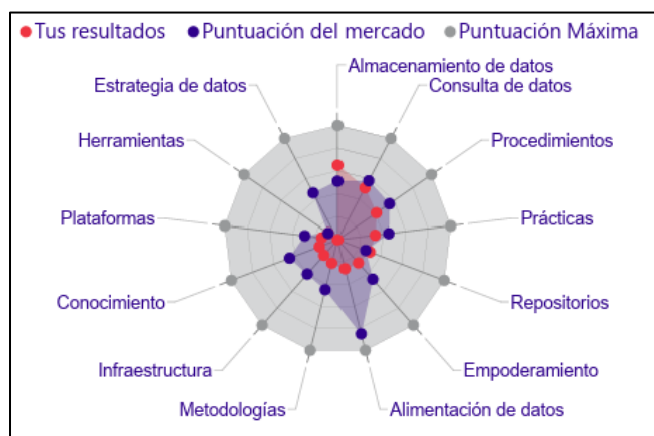 Tus resultados Puntuación del mercado Puntuación Máxima
Almacenamiento de datos
Estrategia de datos Consulta de datos
Herramientas Procedimientos
Plataformas Prácticas
Conocimiento Repositorios
Infraestructura Empoderamiento
Metodologías Alimentación de datos